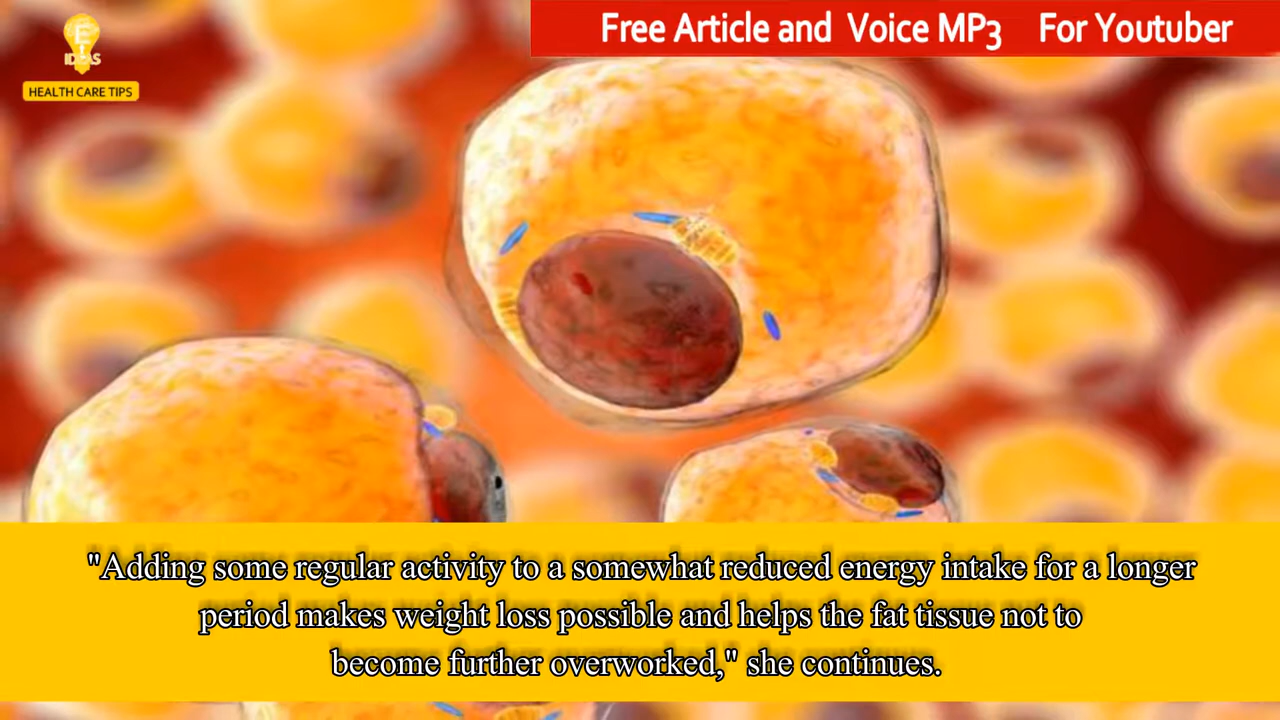 Free Article and Voice MP3 For Youtuber
E
IDEAS
HEALTH CARE TIPS
"Adding some regular activity to a somewhat reduced energy intake for a longer
period makes weight loss possible and helps the fat tissue not to
become further overworked," she continues.